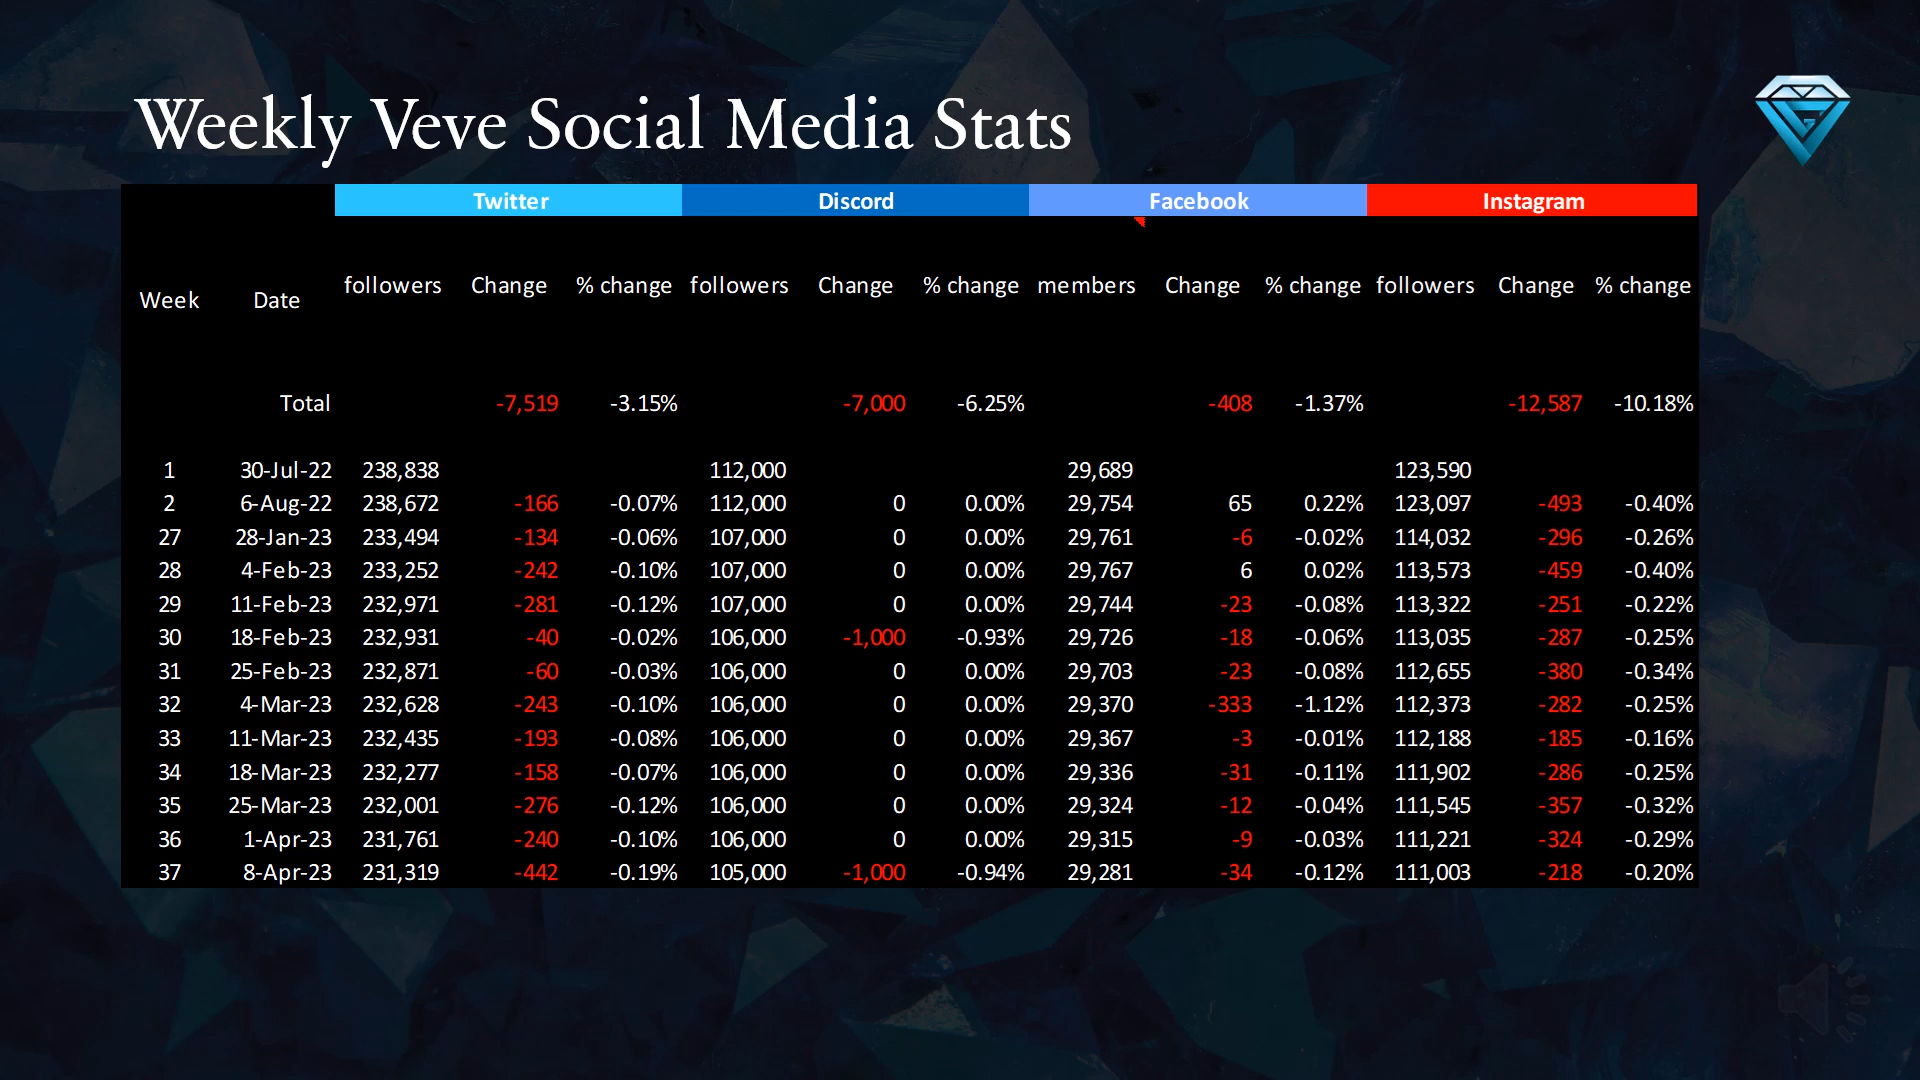 Weekly Veve Social Media Stats
Twitter Discord Facebook Instagram
Week Date followers Change % change followers Change % change members Change % change followers Change % change
Total -7,519 -3.15% -7,000 -6.25% -408 -1.37% -12,587 -10.18%
1 30-Jul-22 238,838 112,000 29,689 123,590
2 6-Aug-22 238,672 -166 -0.07% 112,000 0 0.00% 29,754 65 0.22% 123,097 -493 -0.40%
27 28-Jan-23 233,494 -134 -0.06% 107,000 0 0.00% 29,761 -6 -0.02% 114,032 -296 -0.26%
28 4-Feb-23 233,252 -242 -0.10% 107,000 0 0.00% 29,767 6 0.02% 113,573 -459 -0.40%
29 11-Feb-23 232,971 -281 -0.12% 107,000 0 0.00% 29,744 -23 -0.08% 113,322 -251 -0.22%
30 18-Feb-23 232,931 -40 -0.02% 106,000 -1,000 -0.93% 29,726 -18 -0.06% 113,035 -287 -0.25%
31 25-Feb-23 232,871 -60 -0.03% 106,000 0 0.00% 29,703 -23 -0.08% 112,655 -380 -0.34%
32 4-Mar-23 232,628 -243 -0.10% 106,000 0 0.00% 29,370 -333 -1.12% 112,373 -282 -0.25%
33 11-Mar-23 232,435 -193 -0.08% 106,000 0 0.00% 29,367 -3 -0.01% 112,188 -185 -0.16%
34 18-Mar-23 232,277 -158 -0.07% 106,000 0 0.00% 29,336 -31 -0.11% 111,902 -286 -0.25%
35 25-Mar-23 232,001 -276 -0.12% 106,000 0 0.00% 29,324 -12 -0.04% 111,545 -357 -0.32%
36 1-Apr-23 231,761 -240 -0.10% 106,000 0 0.00% 29,315 -9 -0.03% 111,221 -324 -0.29%
37 8-Apr-23 231,319 -442 -0.19% 105,000 -1,000 -0.94% 29,281 -34 -0.12% 111,003 -218 -0.20%